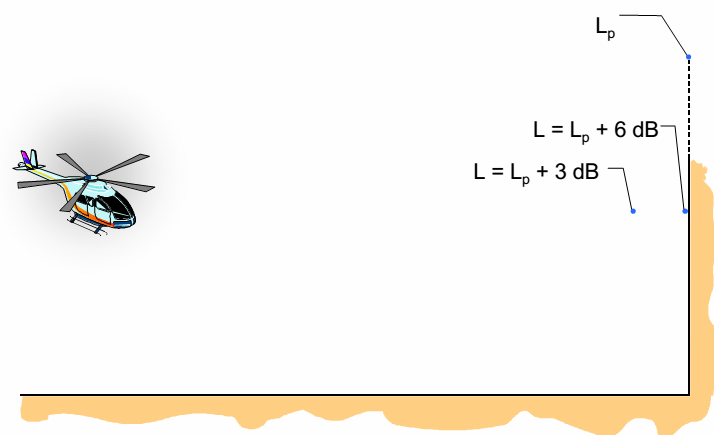 Lp
L = Lp + 6 dB
L = Lp + 3 dB